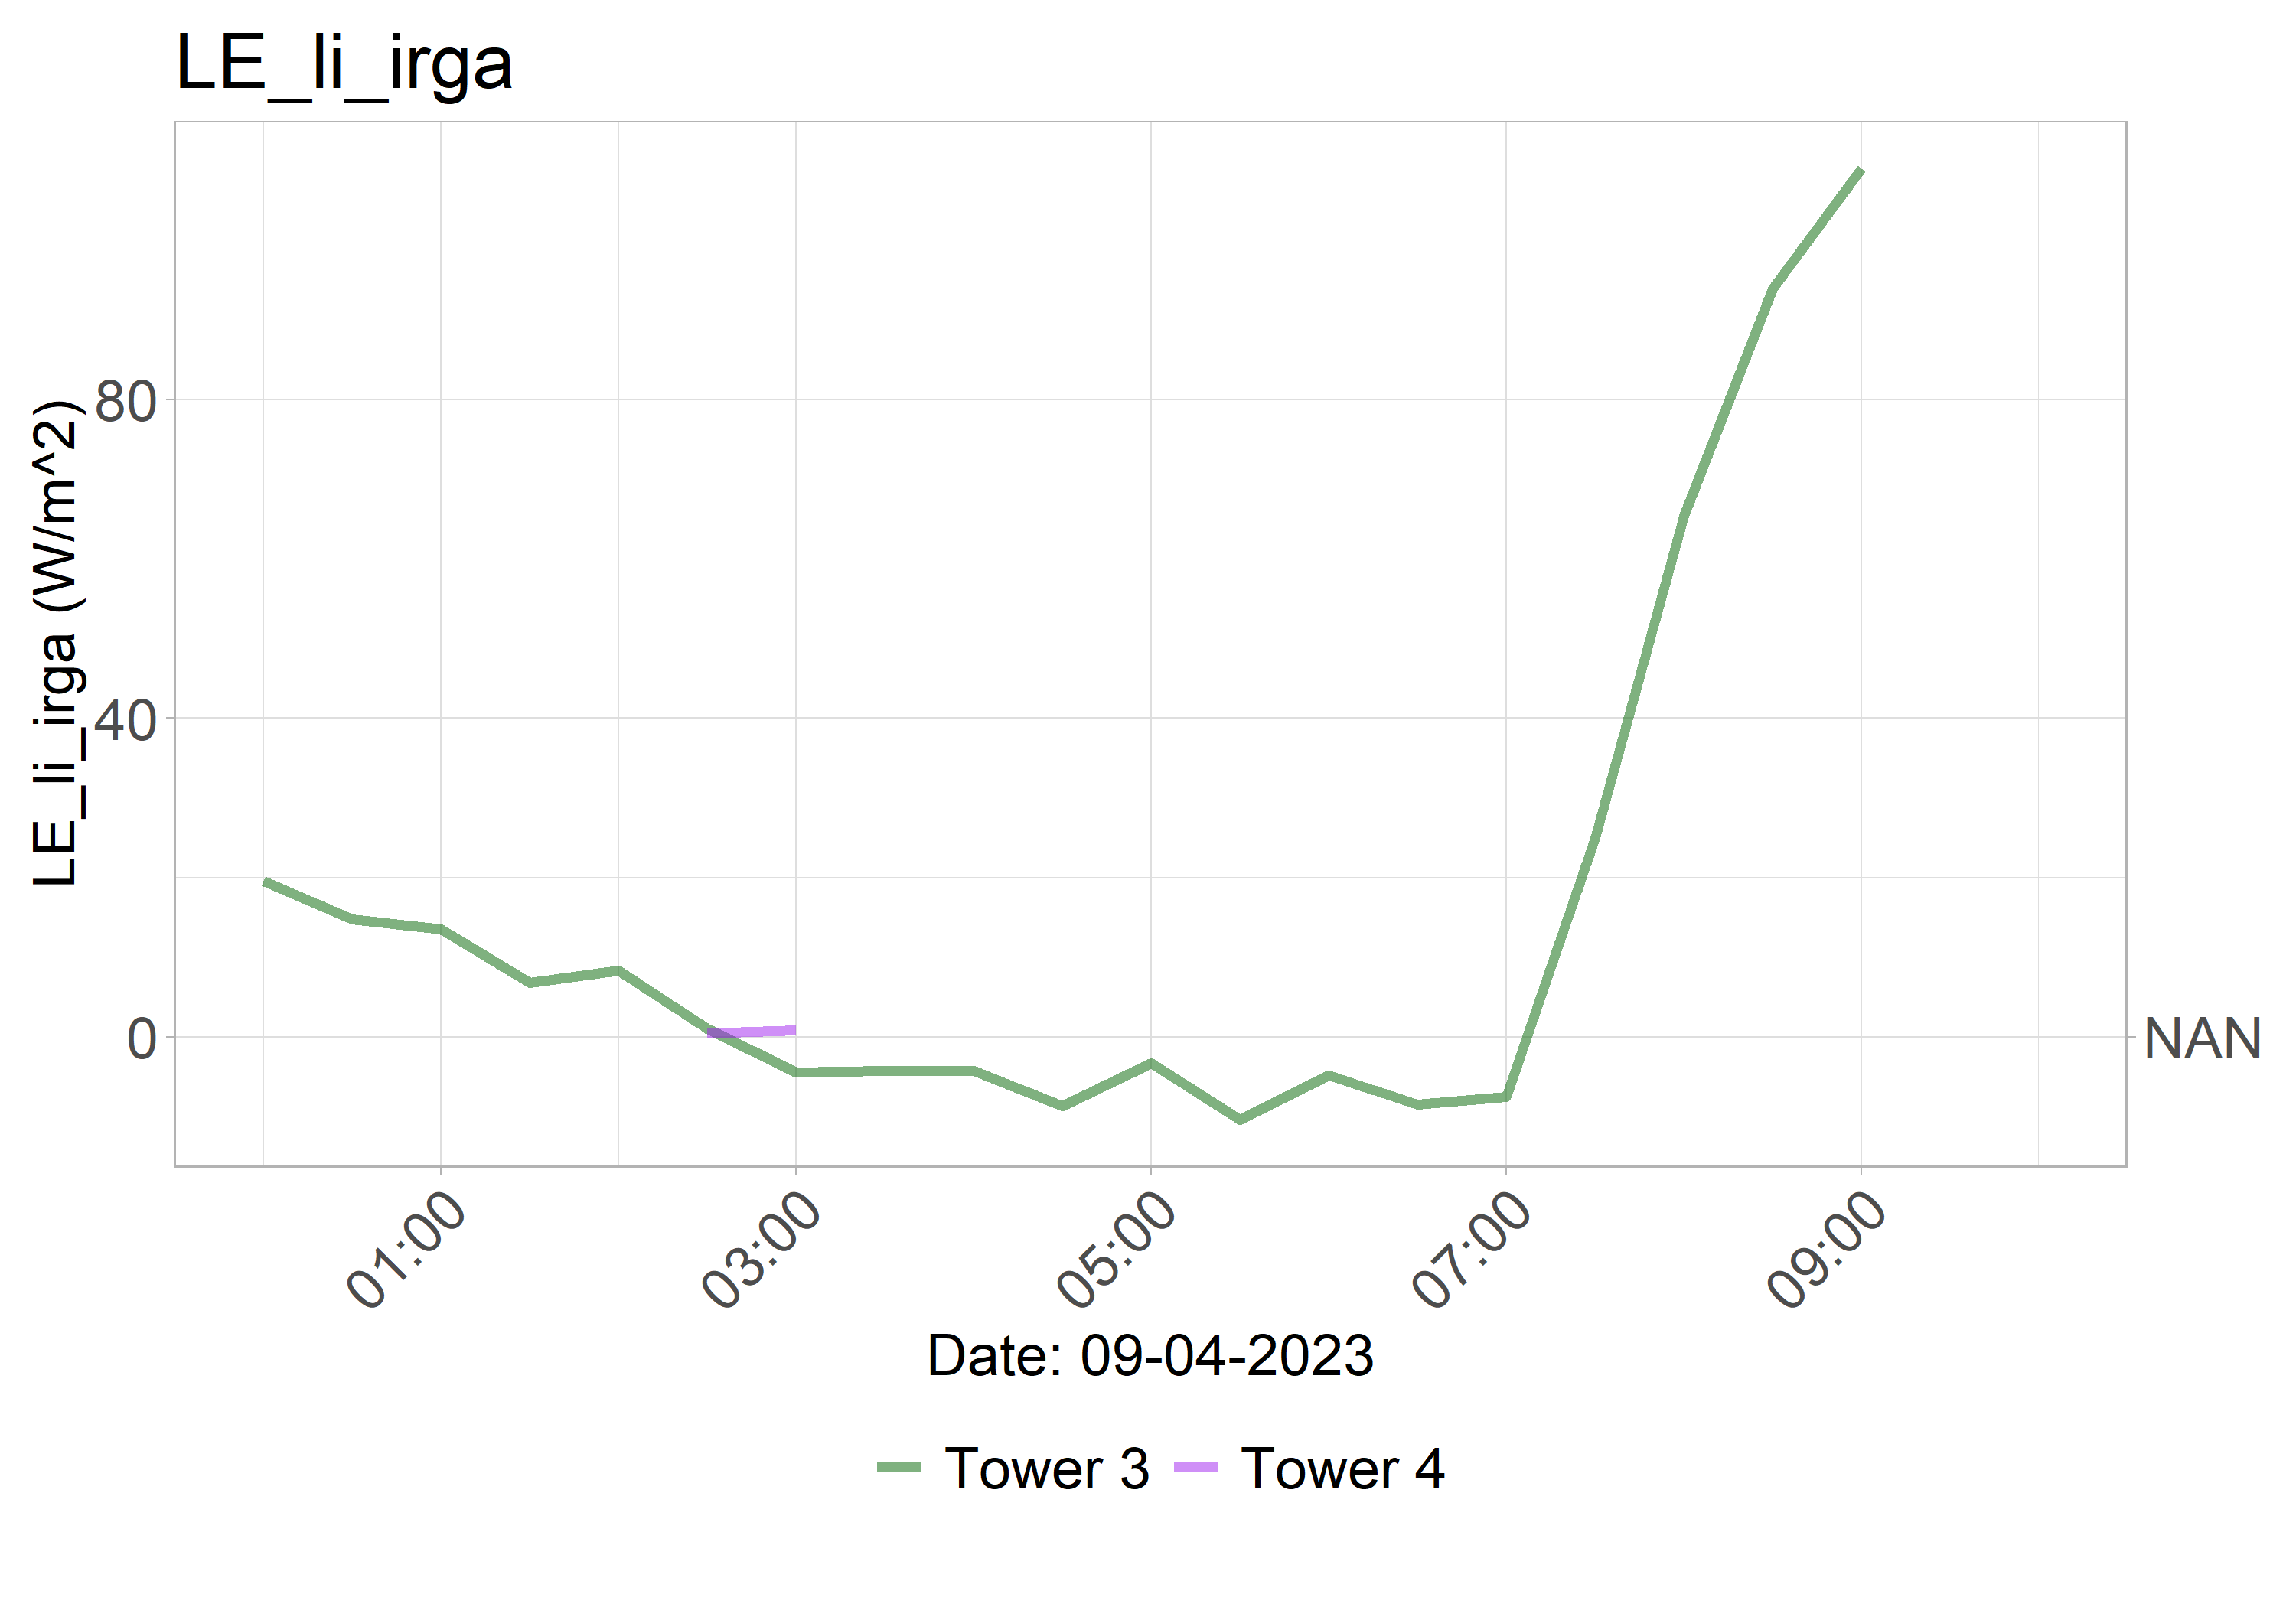 LE_li_irga
LE_li_irga (W/m^2)
80
40
0
NAN
01:00
03:00
05:00
07:00
09:00
Date: 09-04-2023
Tower 3
Tower 4